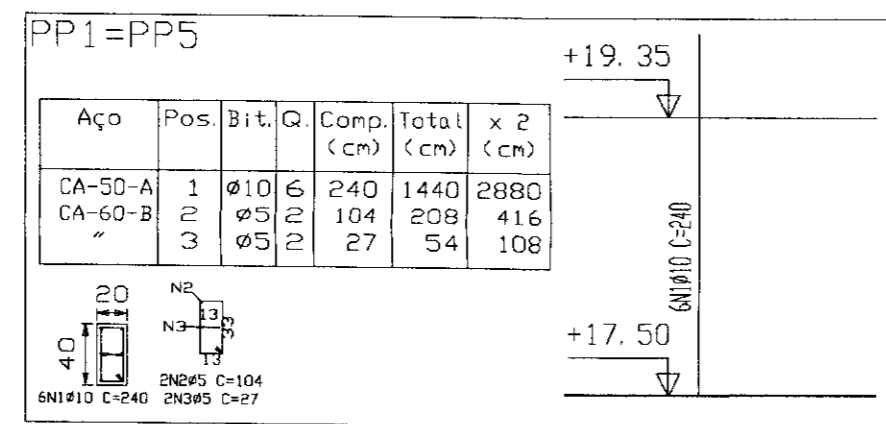 PP1=PP5
Aço Pos. Bit. Q. Comp. (cm) Total (cm) x 2 (cm)
CA-50-A 1 ø10 6 240 1440 2880
CA-60-B 2 ø5 2 104 208 416
" 3 ø5 2 27 54 108
20
40
6N1ø10 C=240
N2
N3
13
33
13
2N2ø5 C=104
2N3ø5 C=27
+19.35
6N1ø10 C=240
+17.50